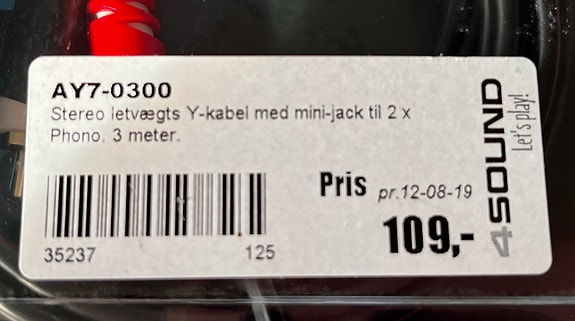 AY7-0300
Stereo letvægts Y-kabel med mini-jack til 2 x
Phono. 3 meter.
Pris pr.12-08-19
109,-
35237 125
4SOUND
Let's play!